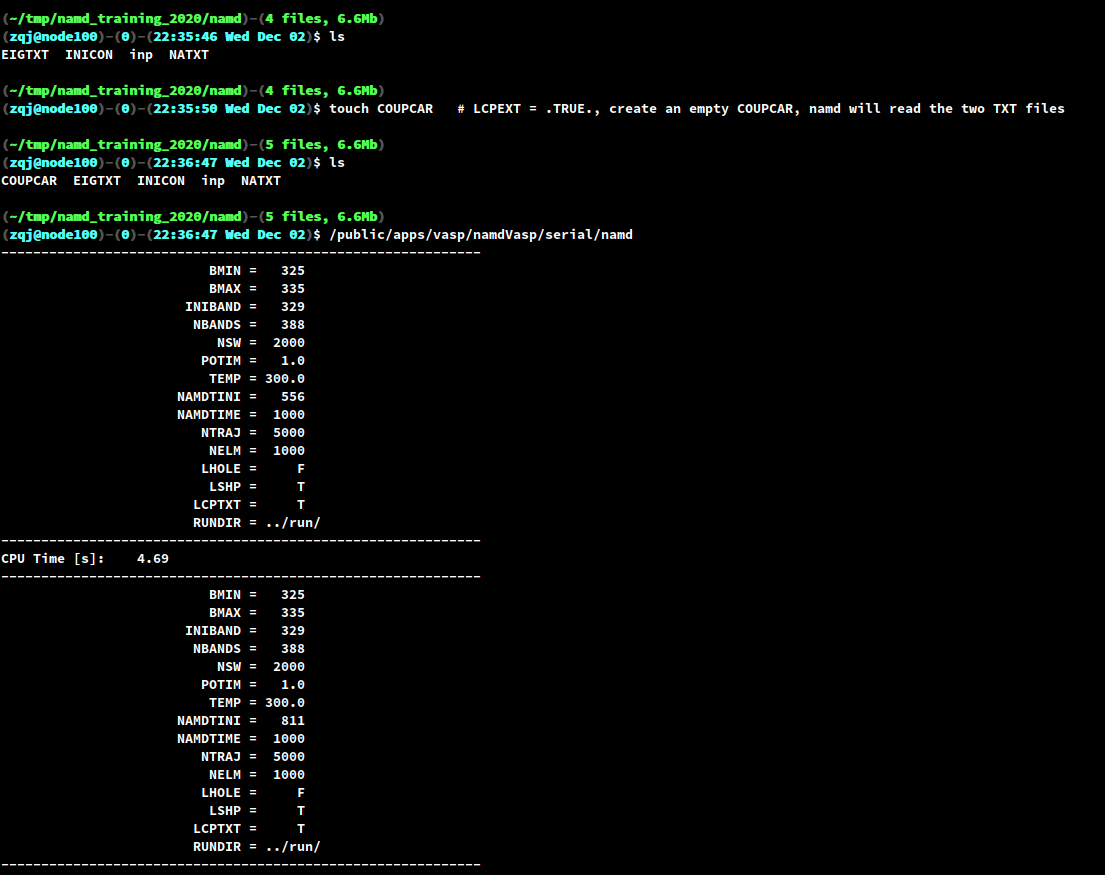 (~/tmp/namd_training_2020/namd)-(4 files, 6.6Mb)
(zqj@node100)-(0)-(22:35:46 Wed Dec 02)$ ls
EIGTXT  INICON  inp  NATXT
(~/tmp/namd_training_2020/namd)-(4 files, 6.6Mb)
(zqj@node100)-(0)-(22:35:50 Wed Dec 02)$ touch COUPCAR   # LCPEXT = .TRUE., create an empty COUPCAR, namd will read the two TXT files
(~/tmp/namd_training_2020/namd)-(5 files, 6.6Mb)
(zqj@node100)-(0)-(22:36:47 Wed Dec 02)$ ls
COUPCAR  EIGTXT  INICON  inp  NATXT
(~/tmp/namd_training_2020/namd)-(5 files, 6.6Mb)
(zqj@node100)-(0)-(22:36:47 Wed Dec 02)$ /public/apps/vasp/namdVasp/serial/namd
------------------------------------------------------------
BMIN =   325
BMAX =   335
INIBAND =   329
NBANDS =   388
NSW =  2000
POTIM =   1.0
TEMP = 300.0
NAMDTINI =   556
NAMDTIME =  1000
NTRAJ =  5000
NELM =  1000
LHOLE =     F
LSHP =     T
LCPTXT =     T
RUNDIR = ../run/
------------------------------------------------------------
CPU Time [s]:    4.69
------------------------------------------------------------
BMIN =   325
BMAX =   335
INIBAND =   329
NBANDS =   388
NSW =  2000
POTIM =   1.0
TEMP = 300.0
NAMDTINI =   811
NAMDTIME =  1000
NTRAJ =  5000
NELM =  1000
LHOLE =     F
LSHP =     T
LCPTXT =     T
RUNDIR = ../run/
------------------------------------------------------------